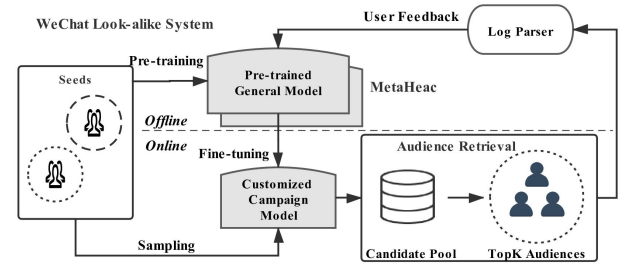 WeChat Look-alike System
User Feedback
Log Parser
Pre-training
Seeds
Pre-trained
General Model
MetaHeac
Offline
Online
Fine-tuning
Audience Retrieval
Customized
Campaign
Model
Sampling
Candidate Pool
TopK Audiences